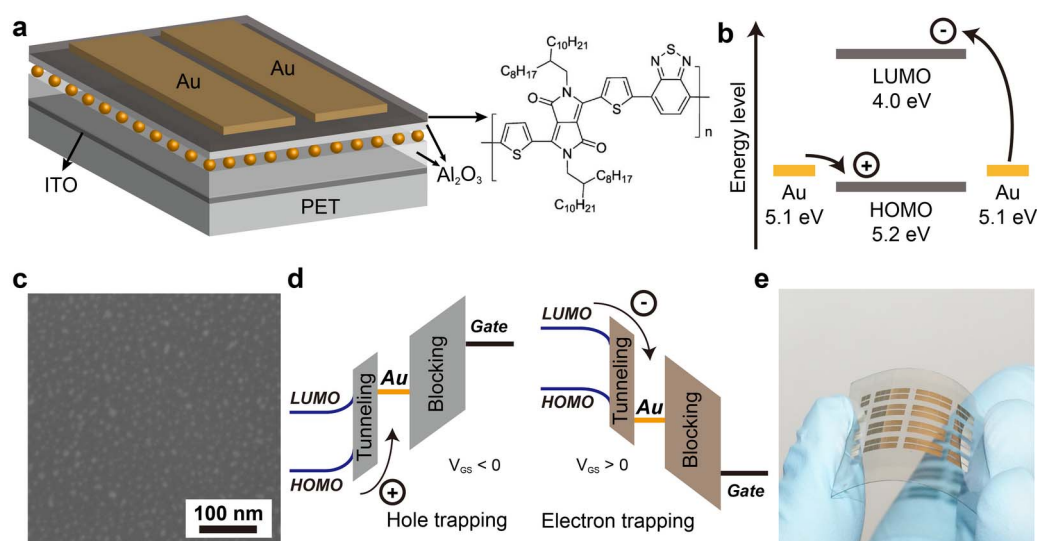 a
Au
Au
ITO
PET
Al₂O₃
C₁₀H₂₁
C₈H₁₇
N
O
S
N
S
N
n
S
O
N
C₈H₁₇
C₁₀H₂₁
b
Energy level
-
LUMO
4.0 eV
+
Au
5.1 eV
HOMO
5.2 eV
Au
5.1 eV
c
100 nm
d
LUMO
HOMO
Tunneling
Au
Blocking
Gate
+
V_GS < 0
Hole trapping
-
LUMO
HOMO
Tunneling
Au
Blocking
Gate
V_GS > 0
Electron trapping
e